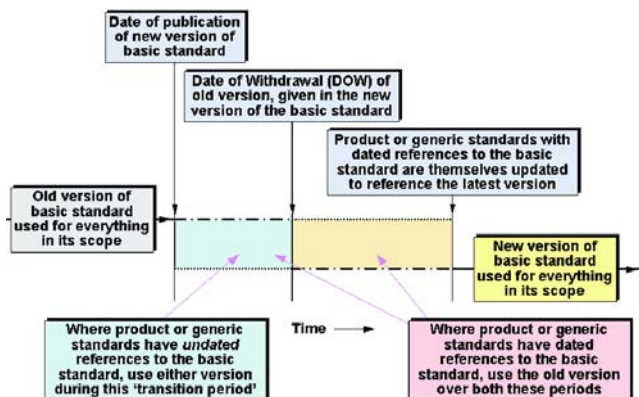 Date of publication
of new version of
basic standard
Date of Withdrawal (DOW) of
old version, given in the new
version of the basic standard
Product or generic standards with
dated references to the basic
standard are themselves updated
to reference the latest version
Old version of
basic standard
used for everything
in its scope
New version of
basic standard
used for everything
in its scope
Time
Where product or generic
standards have undated
references to the basic
standard, use either version
during this ‘transition period’
Where product or generic
standards have dated
references to the basic
standard, use the old version
over both these periods